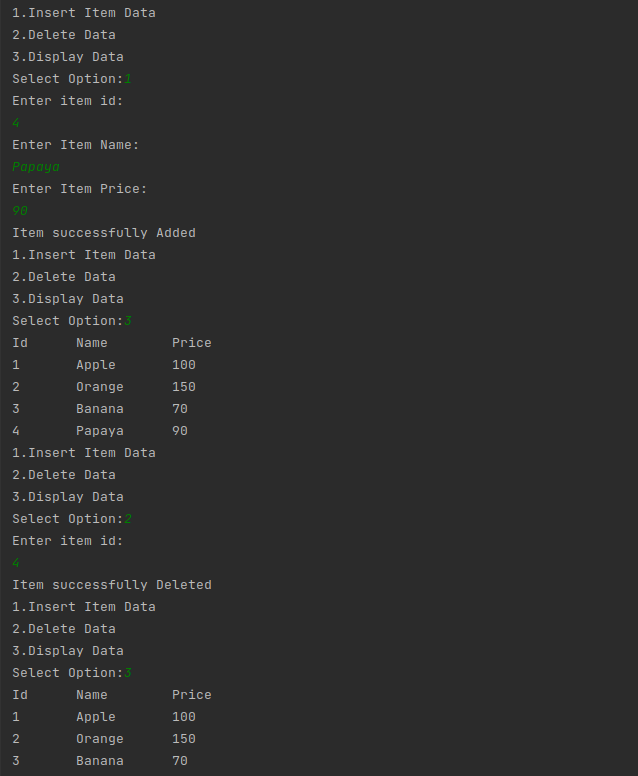 1.Insert Item Data
2.Delete Data
3.Display Data
Select Option:1
Enter item id:
4
Enter Item Name:
Papaya
Enter Item Price:
90
Item successfully Added
1.Insert Item Data
2.Delete Data
3.Display Data
Select Option:3
Id Name Price
1 Apple 100
2 Orange 150
3 Banana 70
4 Papaya 90
1.Insert Item Data
2.Delete Data
3.Display Data
Select Option:2
Enter item id:
4
Item successfully Deleted
1.Insert Item Data
2.Delete Data
3.Display Data
Select Option:3
Id Name Price
1 Apple 100
2 Orange 150
3 Banana 70